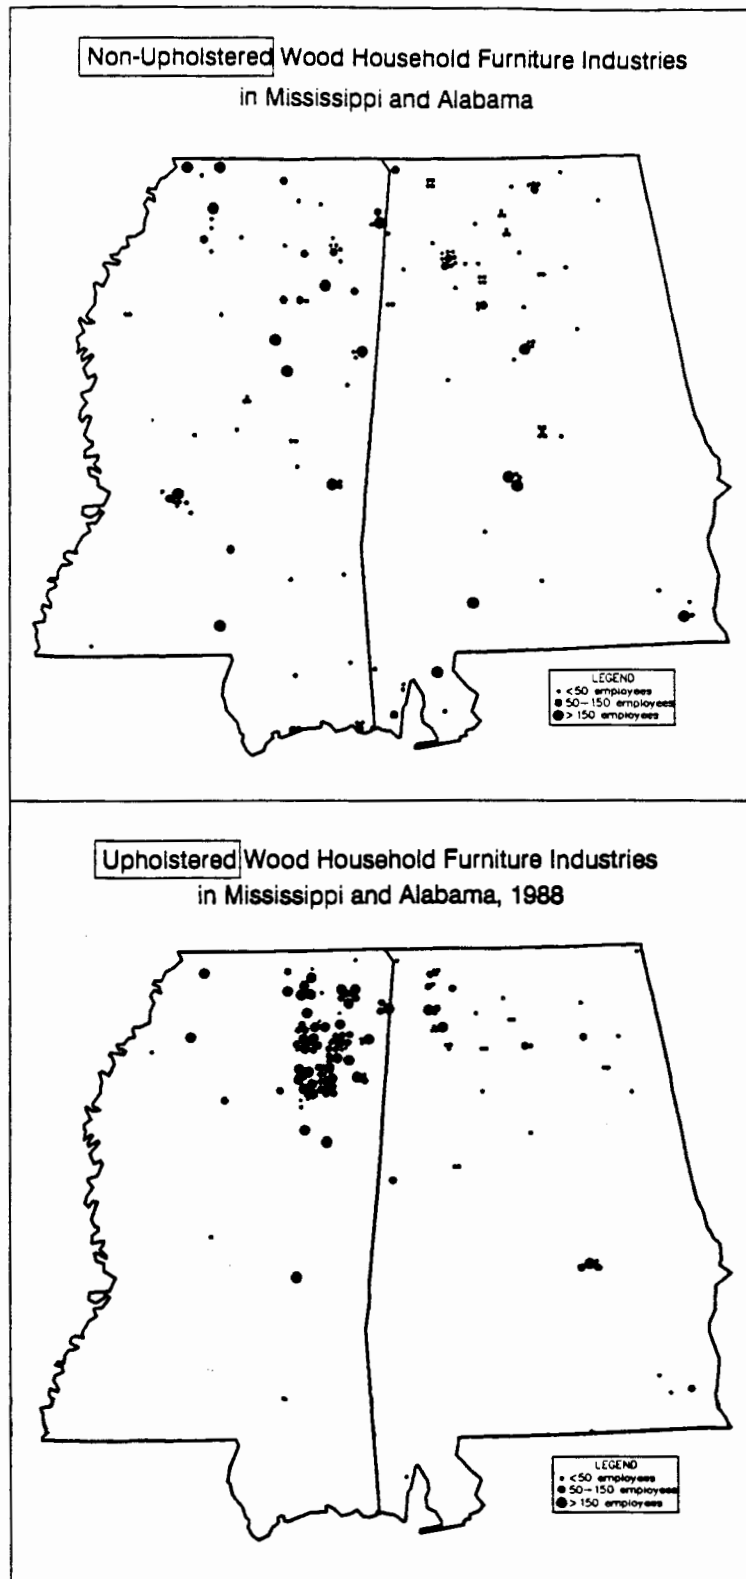 Non-Upholstered Wood Household Furniture Industries
in Mississippi and Alabama
LEGEND
<50 employees
50-150 employees
> 150 employees
Upholstered Wood Household Furniture Industries
in Mississippi and Alabama, 1988
LEGEND
<50 employees
50-150 employees
> 150 employees